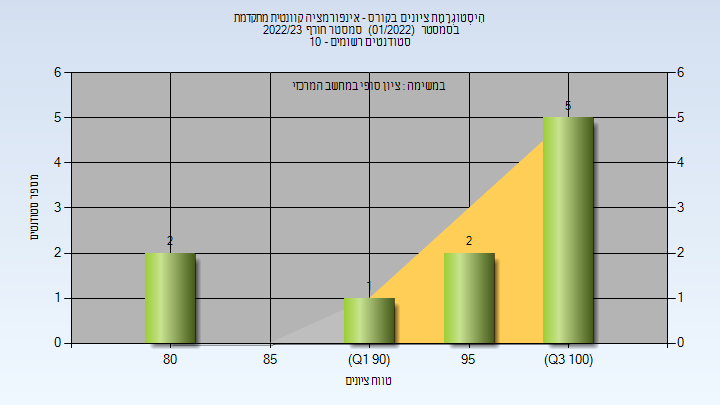 היסטוגרמת ציונים בקורס - אינפורמציה קוונטית מתקדמת
בסמסטר (01/2022) סמסטר חורף 2022/23
סטודנטים רשומים - 10
במשימה : ציון סופי במחשב המרכזי
6 6
5 5 5
4 4
מספר סטודנטים
3 3
2 2 2 2
1 1 1
0 0
80 85 (Q1 90) 95 (Q3 100)
טווח ציונים